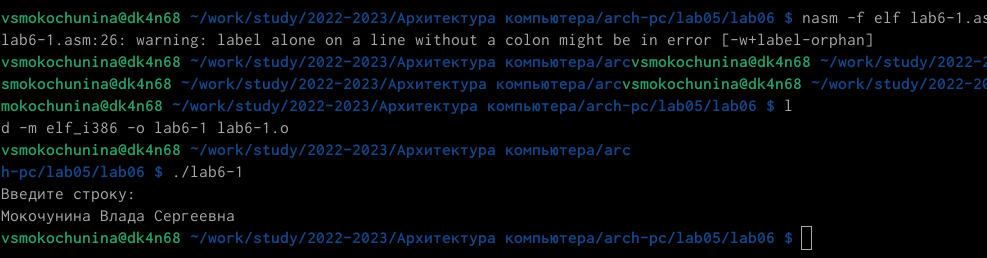 vsmokochunina@dk4n68 ~/work/study/2022-2023/Архитектура компьютера/arch-pc/lab05/lab06 $ nasm -f elf lab6-1.as
lab6-1.asm:26: warning: label alone on a line without a colon might be in error [-w+label-orphan]
vsmokochunina@dk4n68 ~/work/study/2022-2023/Архитектура компьютера/arcvsmokochunina@dk4n68 ~/work/study/2022-2
smokochunina@dk4n68 ~/work/study/2022-2023/Архитектура компьютера/arcvsmokochunina@dk4n68 ~/work/study/2022-20
mokochunina@dk4n68 ~/work/study/2022-2023/Архитектура компьютера/arch-pc/lab05/lab06 $ l
d -m elf_i386 -o lab6-1 lab6-1.o
vsmokochunina@dk4n68 ~/work/study/2022-2023/Архитектура компьютера/arc
h-pc/lab05/lab06 $ ./lab6-1
Введите строку:
Мокочунина Влада Сергеевна
vsmokochunina@dk4n68 ~/work/study/2022-2023/Архитектура компьютера/arch-pc/lab05/lab06 $